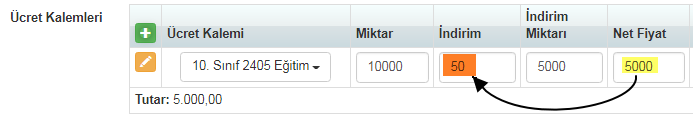 Ücret Kalemleri
Ücret Kalemi Miktar İndirim İndirim Miktarı Net Fiyat
10. Sınıf 2405 Eğitim 10000 50 5000 5000
Tutar: 5.000,00